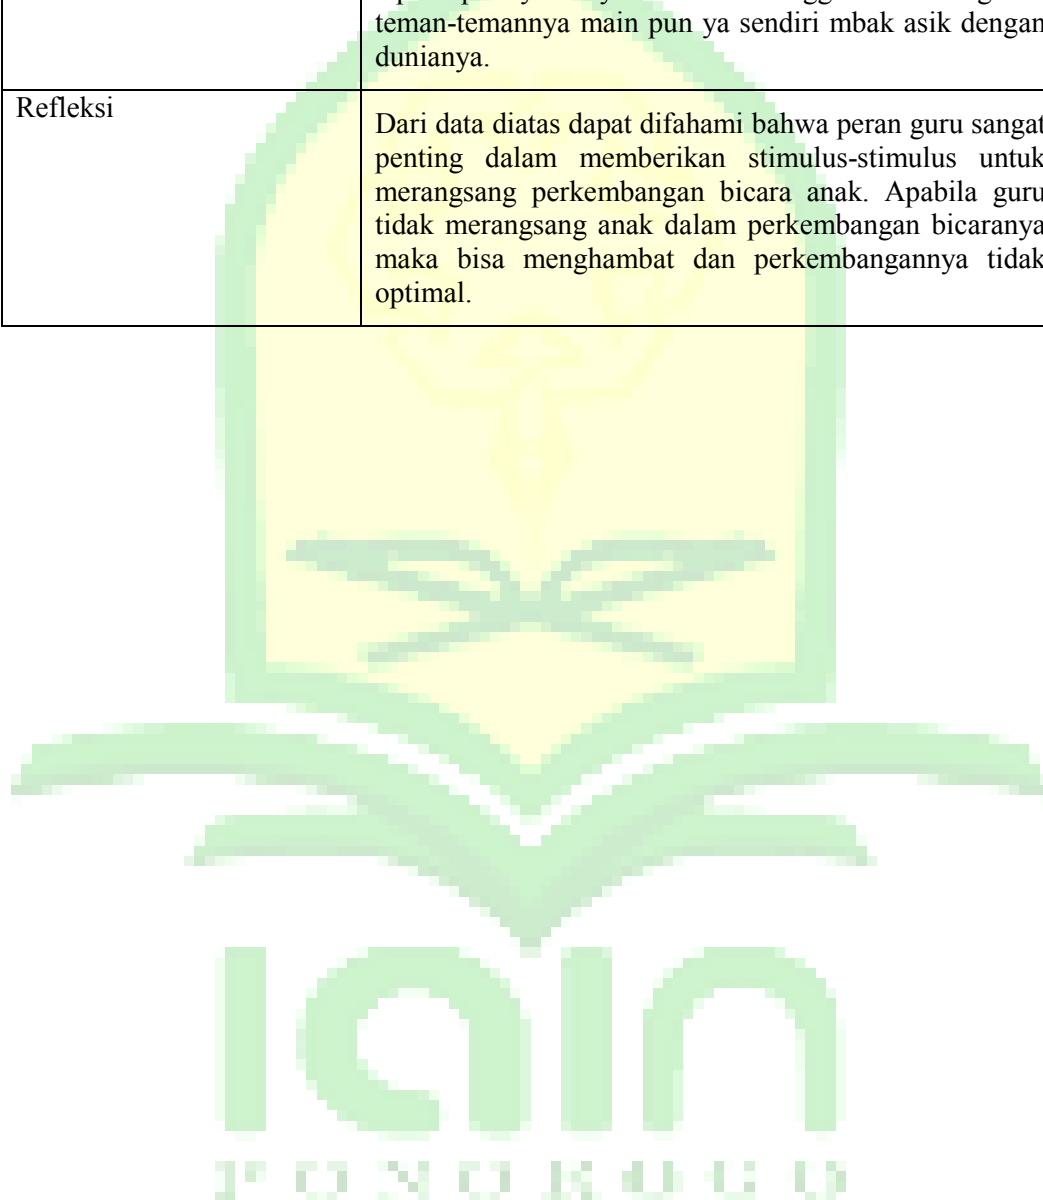 teman-temannya main pun ya sendiri mbak asik dengan
dunianya.
Refleksi
Dari data diatas dapat difahami bahwa peran guru sangat
penting dalam memberikan stimulus-stimulus untuk
merangsang perkembangan bicara anak. Apabila guru
tidak merangsang anak dalam perkembangan bicaranya
maka bisa menghambat dan perkembangannya tidak
optimal.
IAIN
PONOROGO